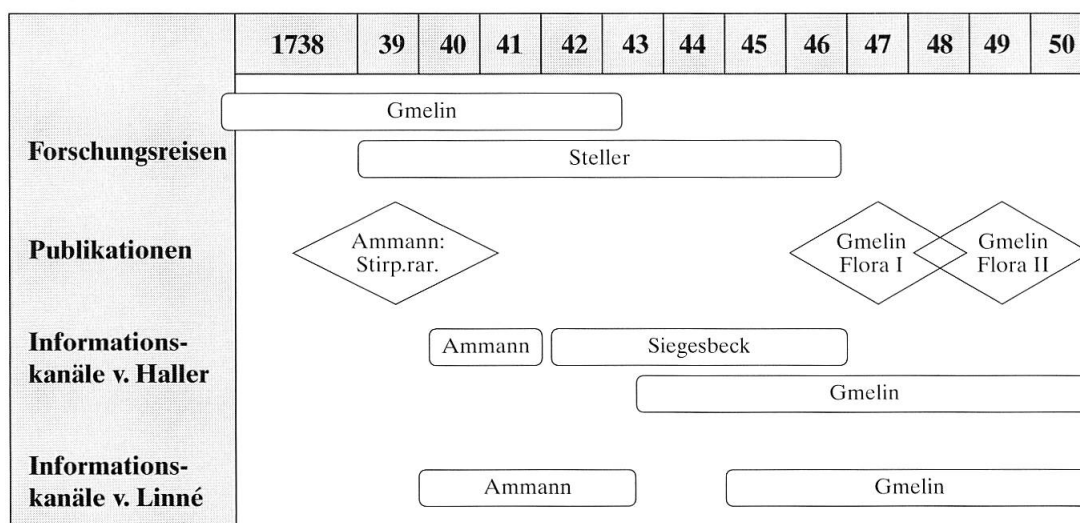 1738 39 40 41 42 43 44 45 46 47 48 49 50
Gmelin
Forschungsreisen
Steller
Publikationen
Ammann:
Stirp.rar.
Gmelin
Flora I
Gmelin
Flora II
Informations-
kanäle v. Haller
Ammann
Siegesbeck
Gmelin
Informations-
kanäle v. Linné
Ammann
Gmelin